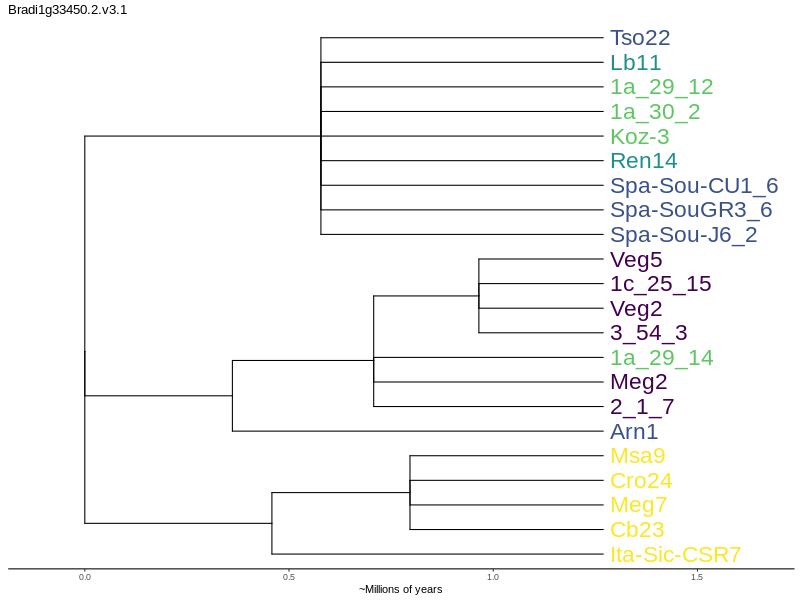 Bradi1g33450.2.v3.1
Tso22
Lb11
1a_29_12
1a_30_2
Koz-3
Ren14
Spa-Sou-CU1_6
Spa-SouGR3_6
Spa-Sou-J6_2
Veg5
1c_25_15
Veg2
3_54_3
1a_29_14
Meg2
2_1_7
Arn1
Msa9
Cro24
Meg7
Cb23
Ita-Sic-CSR7
0.0 0.5 1.0 1.5
~Millions of years